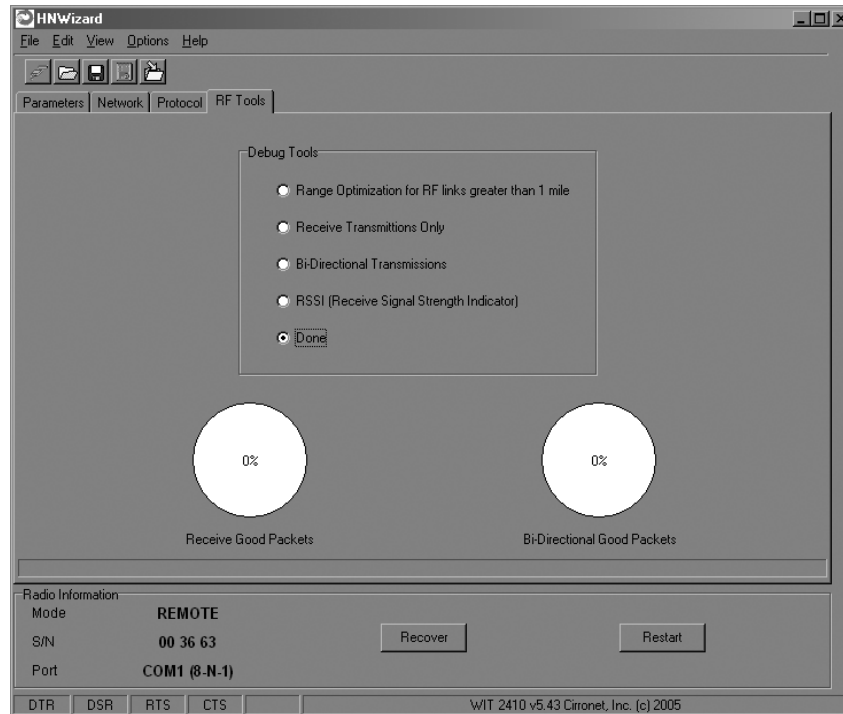 HNWizard
File Edit View Options Help
Parameters Network Protocol RF Tools
Debug Tools
Range Optimization for RF links greater than 1 mile
Receive Transmittions Only
Bi-Directional Transmissions
RSSI (Receive Signal Strength Indicator)
Done
0% 0%
Receive Good Packets Bi-Directional Good Packets
Radio Information
Mode REMOTE
S/N 00 36 63 Recover Restart
Port COM1 (8-N-1)
DTR DSR RTS CTS WIT 2410 v5.43 Cirronet, Inc. (c) 2005